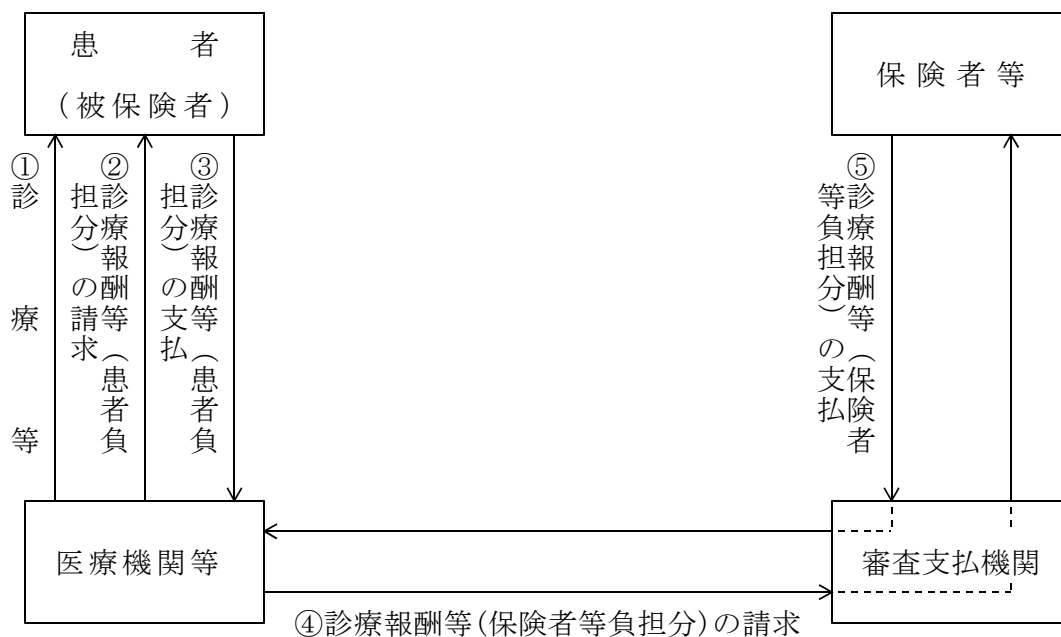 患者
(被保険者)
保険者等
①診療等
②診療報酬等(患者負
担分)の請求
③診療報酬等(患者負
担分)の支払
⑤診療報酬等(保険者
等負担分)の支払
医療機関等
審査支払機関
④診療報酬等(保険者等負担分)の請求